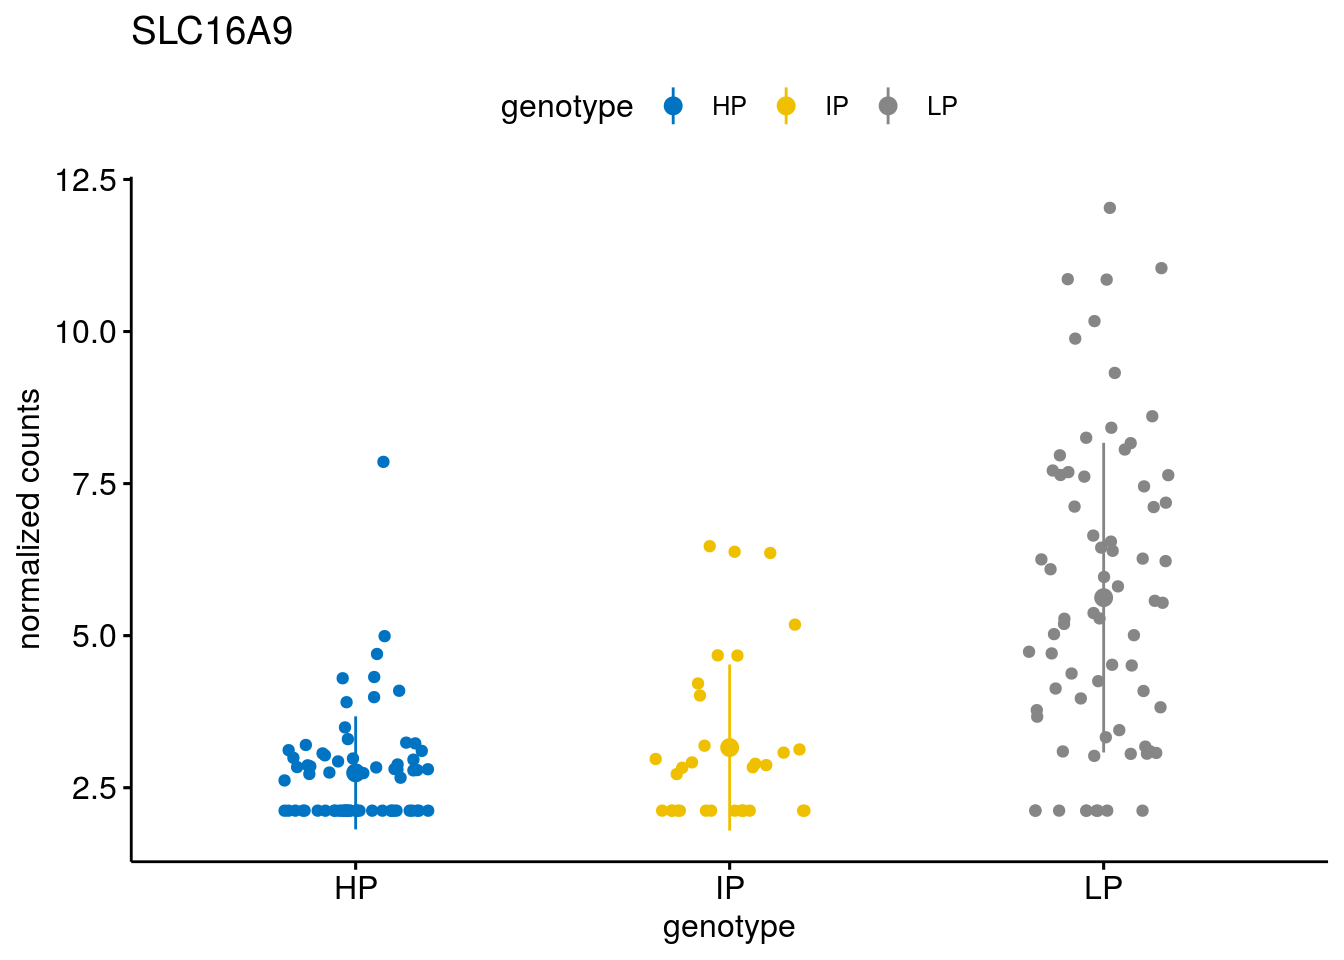 SLC16A9
genotype HP IP LP
12.5
10.0
7.5
5.0
2.5
normalized counts
HP IP LP
genotype